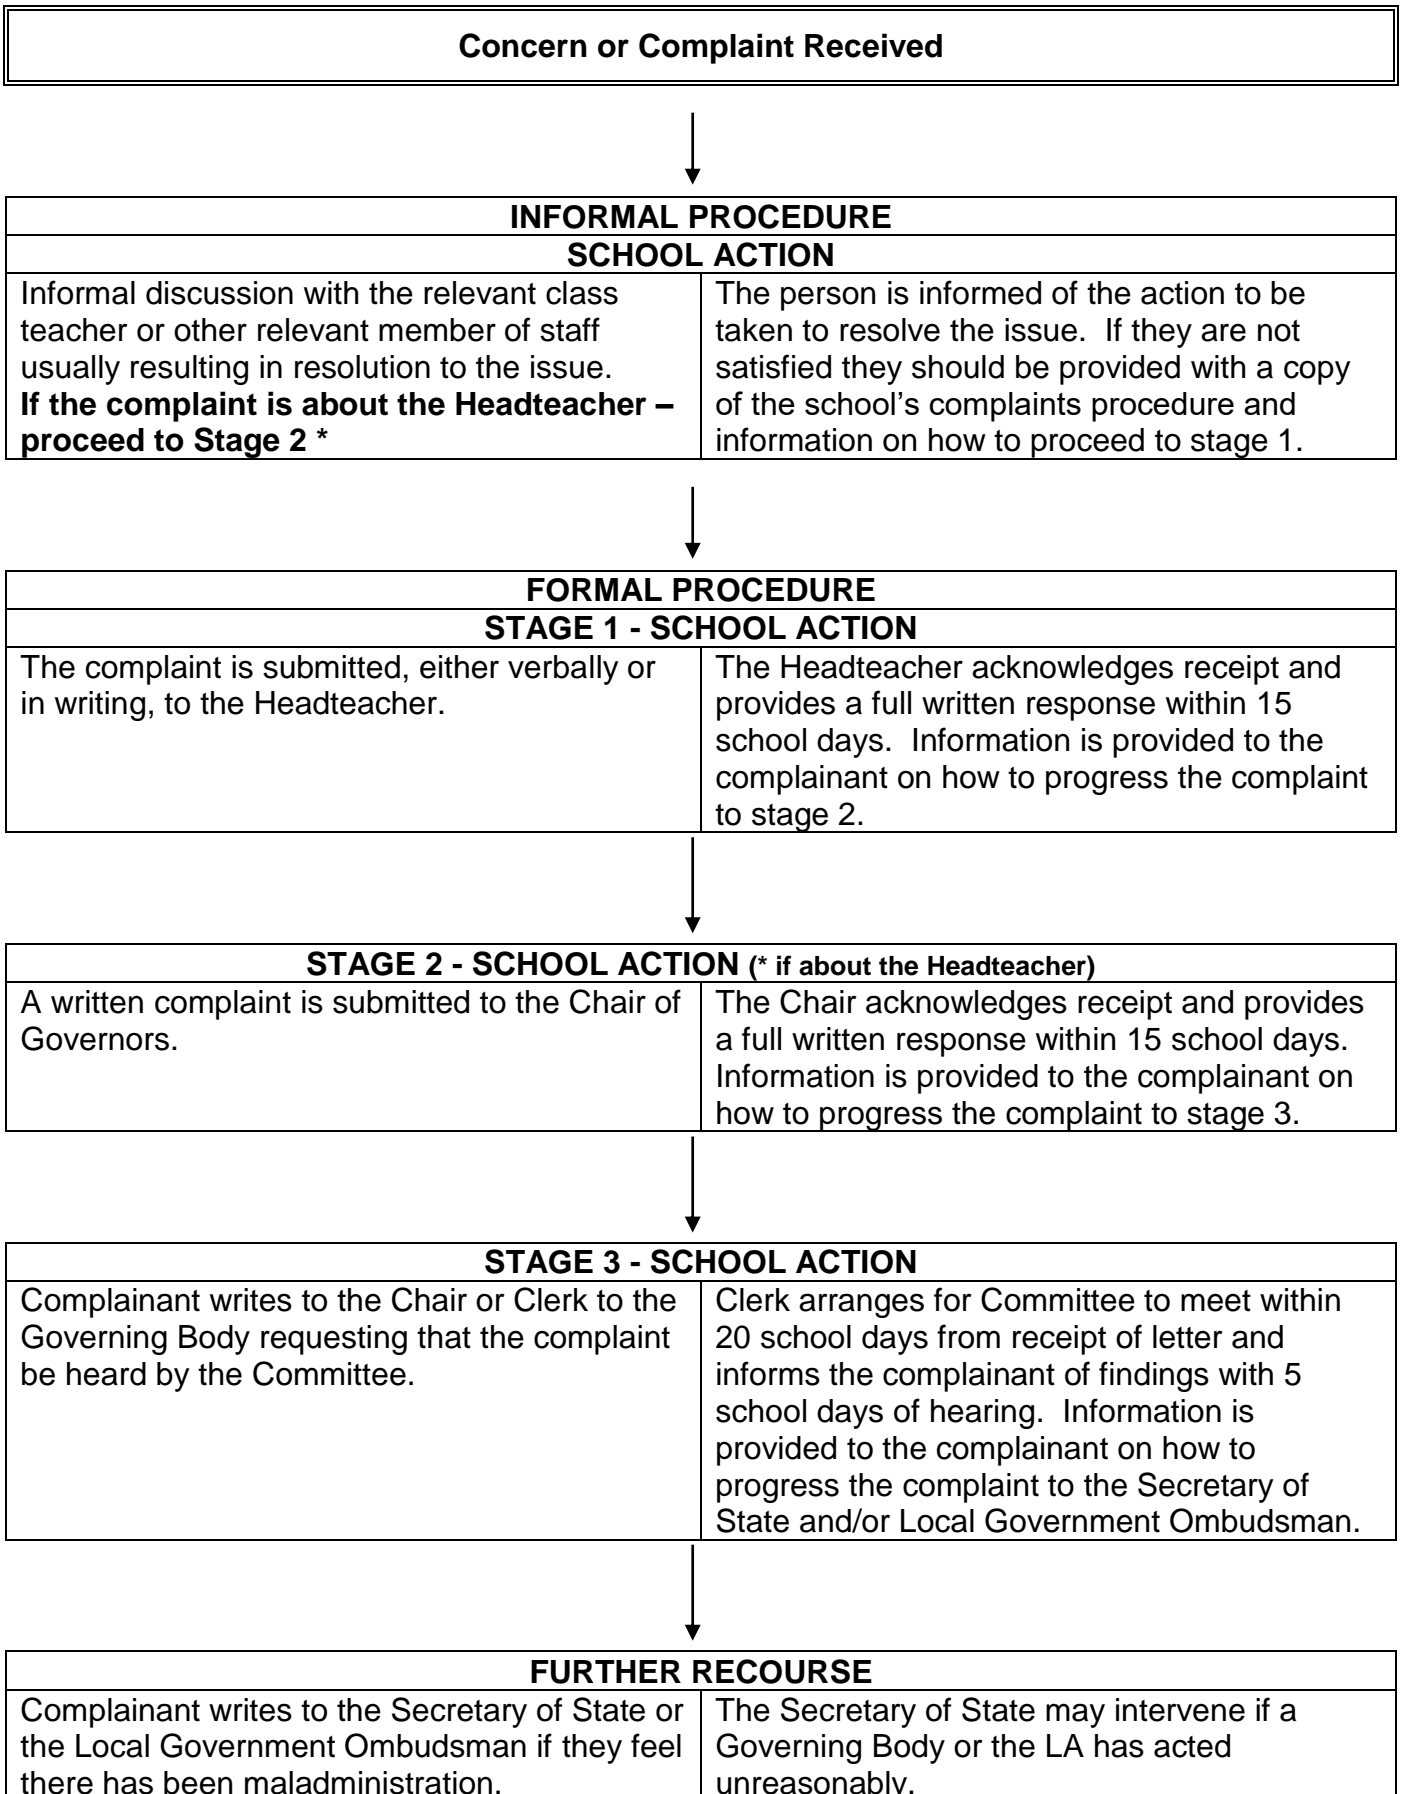 Concern or Complaint Received
INFORMAL PROCEDURE
SCHOOL ACTION
Informal discussion with the relevant class
teacher or other relevant member of staff
usually resulting in resolution to the issue.
If the complaint is about the Headteacher –
proceed to Stage 2 *
The person is informed of the action to be
taken to resolve the issue.  If they are not
satisfied they should be provided with a copy
of the school’s complaints procedure and
information on how to proceed to stage 1.
FORMAL PROCEDURE
STAGE 1 - SCHOOL ACTION
The complaint is submitted, either verbally or
in writing, to the Headteacher.
The Headteacher acknowledges receipt and
provides a full written response within 15
school days.  Information is provided to the
complainant on how to progress the complaint
to stage 2.
STAGE 2 - SCHOOL ACTION (* if about the Headteacher)
A written complaint is submitted to the Chair of
Governors.
The Chair acknowledges receipt and provides
a full written response within 15 school days.
Information is provided to the complainant on
how to progress the complaint to stage 3.
STAGE 3 - SCHOOL ACTION
Complainant writes to the Chair or Clerk to the
Governing Body requesting that the complaint
be heard by the Committee.
Clerk arranges for Committee to meet within
20 school days from receipt of letter and
informs the complainant of findings with 5
school days of hearing.  Information is
provided to the complainant on how to
progress the complaint to the Secretary of
State and/or Local Government Ombudsman.
FURTHER RECOURSE
Complainant writes to the Secretary of State or
the Local Government Ombudsman if they feel
there has been maladministration.
The Secretary of State may intervene if a
Governing Body or the LA has acted
unreasonably.